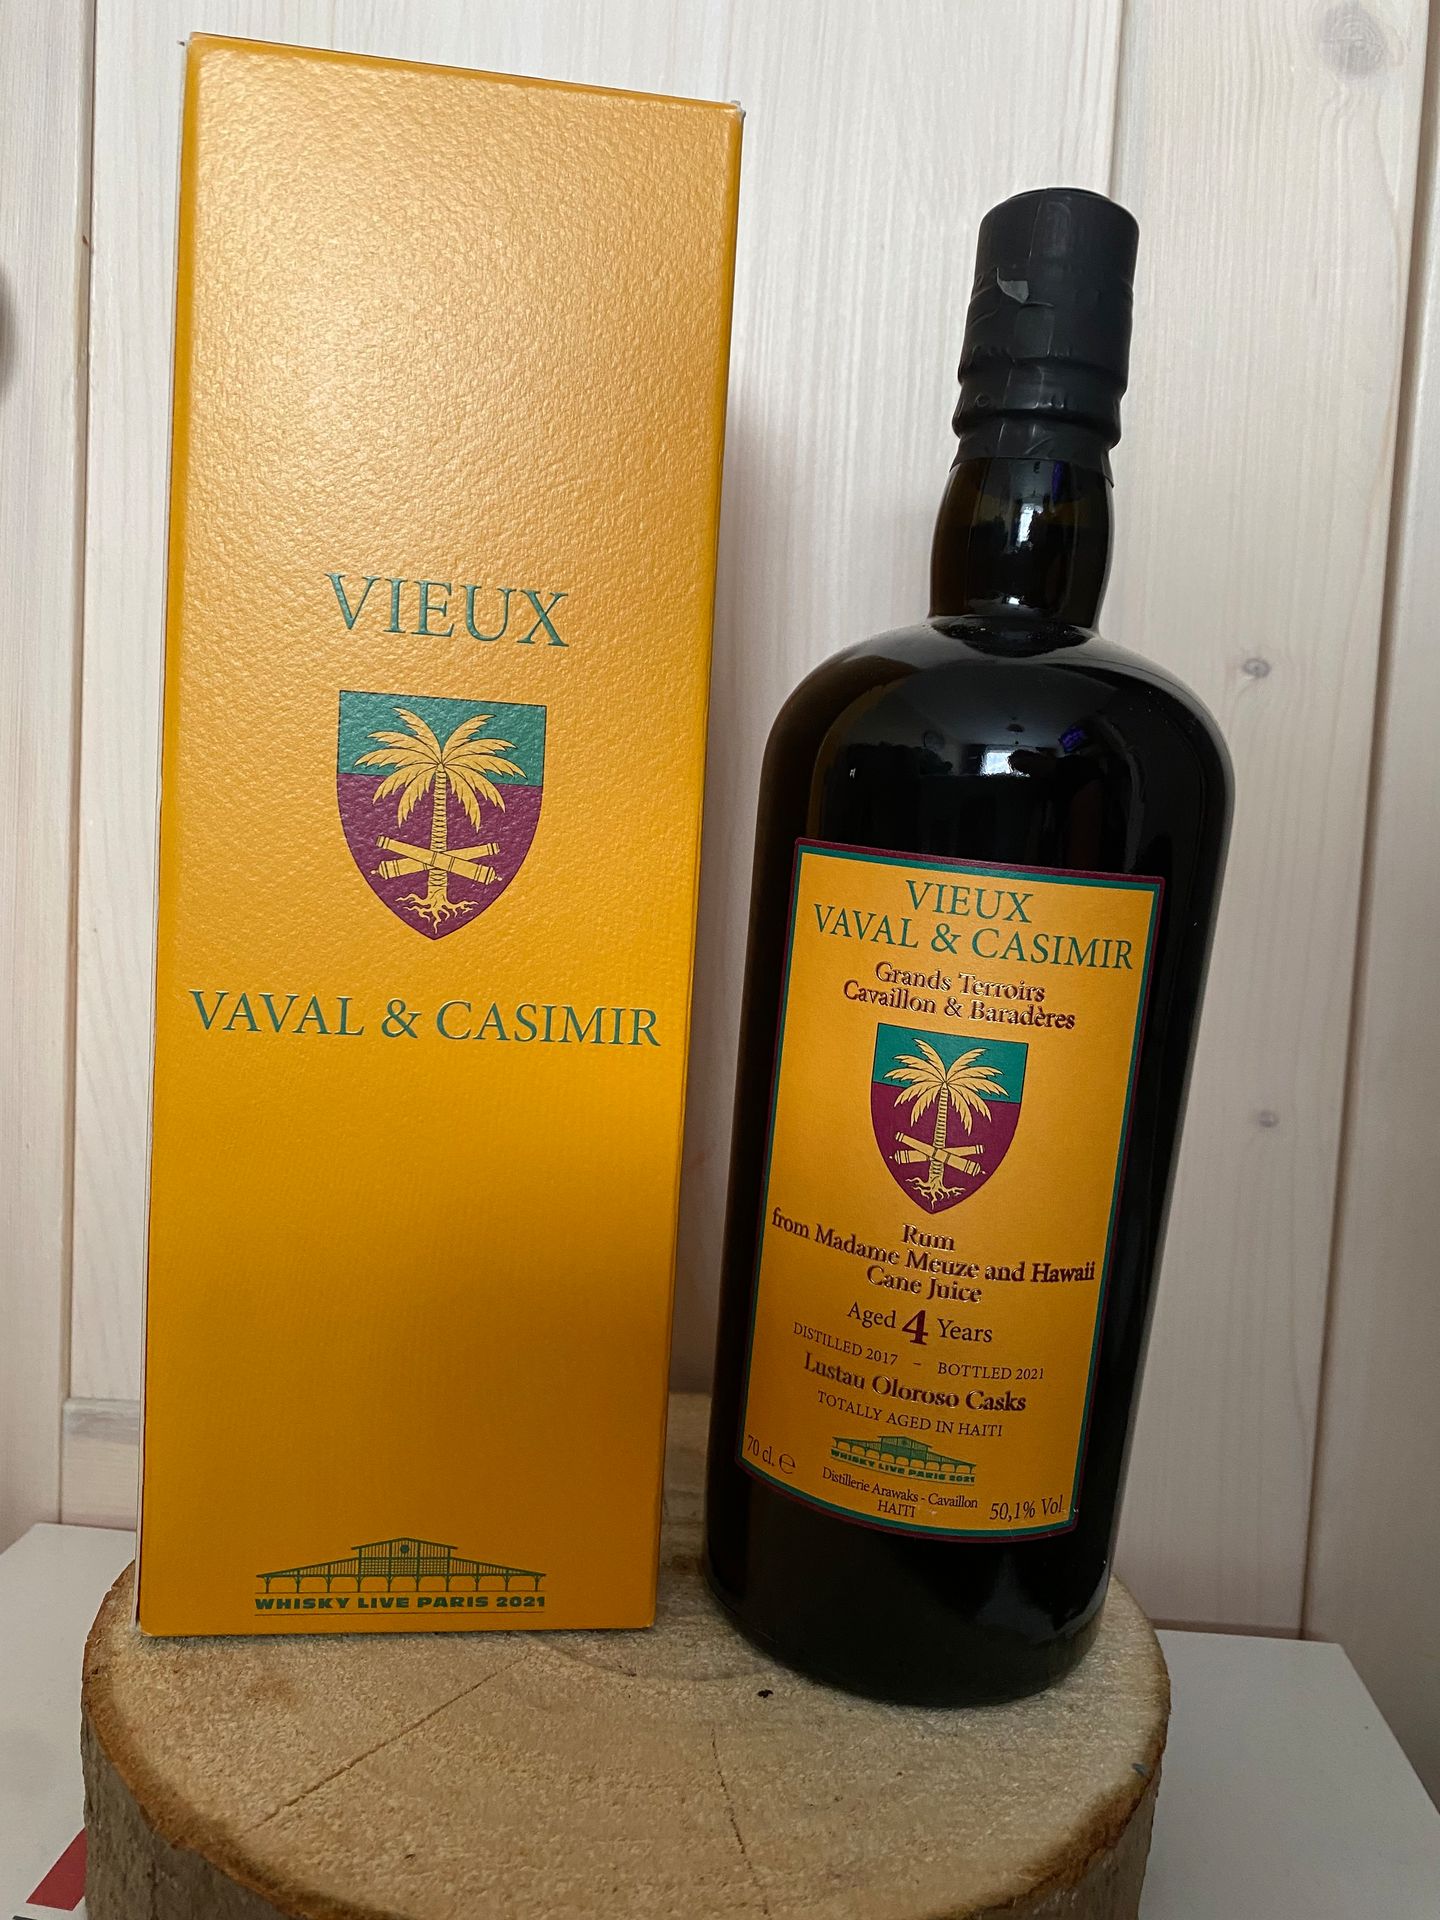 VIEUX
VAVAL & CASIMIR
WHISKY LIVE PARIS 2021
VIEUX
VAVAL & CASIMIR
Grands Terroirs
Cavaillon & Baradères
Rum
from Madame Meuze and Hawaii
Cane Juice
Aged 4 Years
DISTILLED 2017 - BOTTLED 2021
Lustau Oloroso Casks
TOTALLY AGED IN HAITI
WHISKY LIVE PARIS 2021
70 cl. ℮
Distillerie Arawaks - Cavaillon
HAITI
50,1% Vol